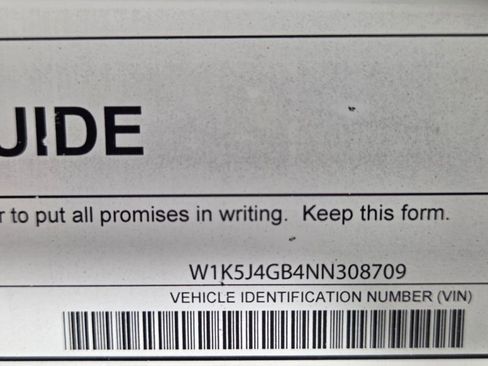 UIDE
r to put all promises in writing. Keep this form.
W1K5J4GB4NN308709
VEHICLE IDENTIFICATION NUMBER (VIN)